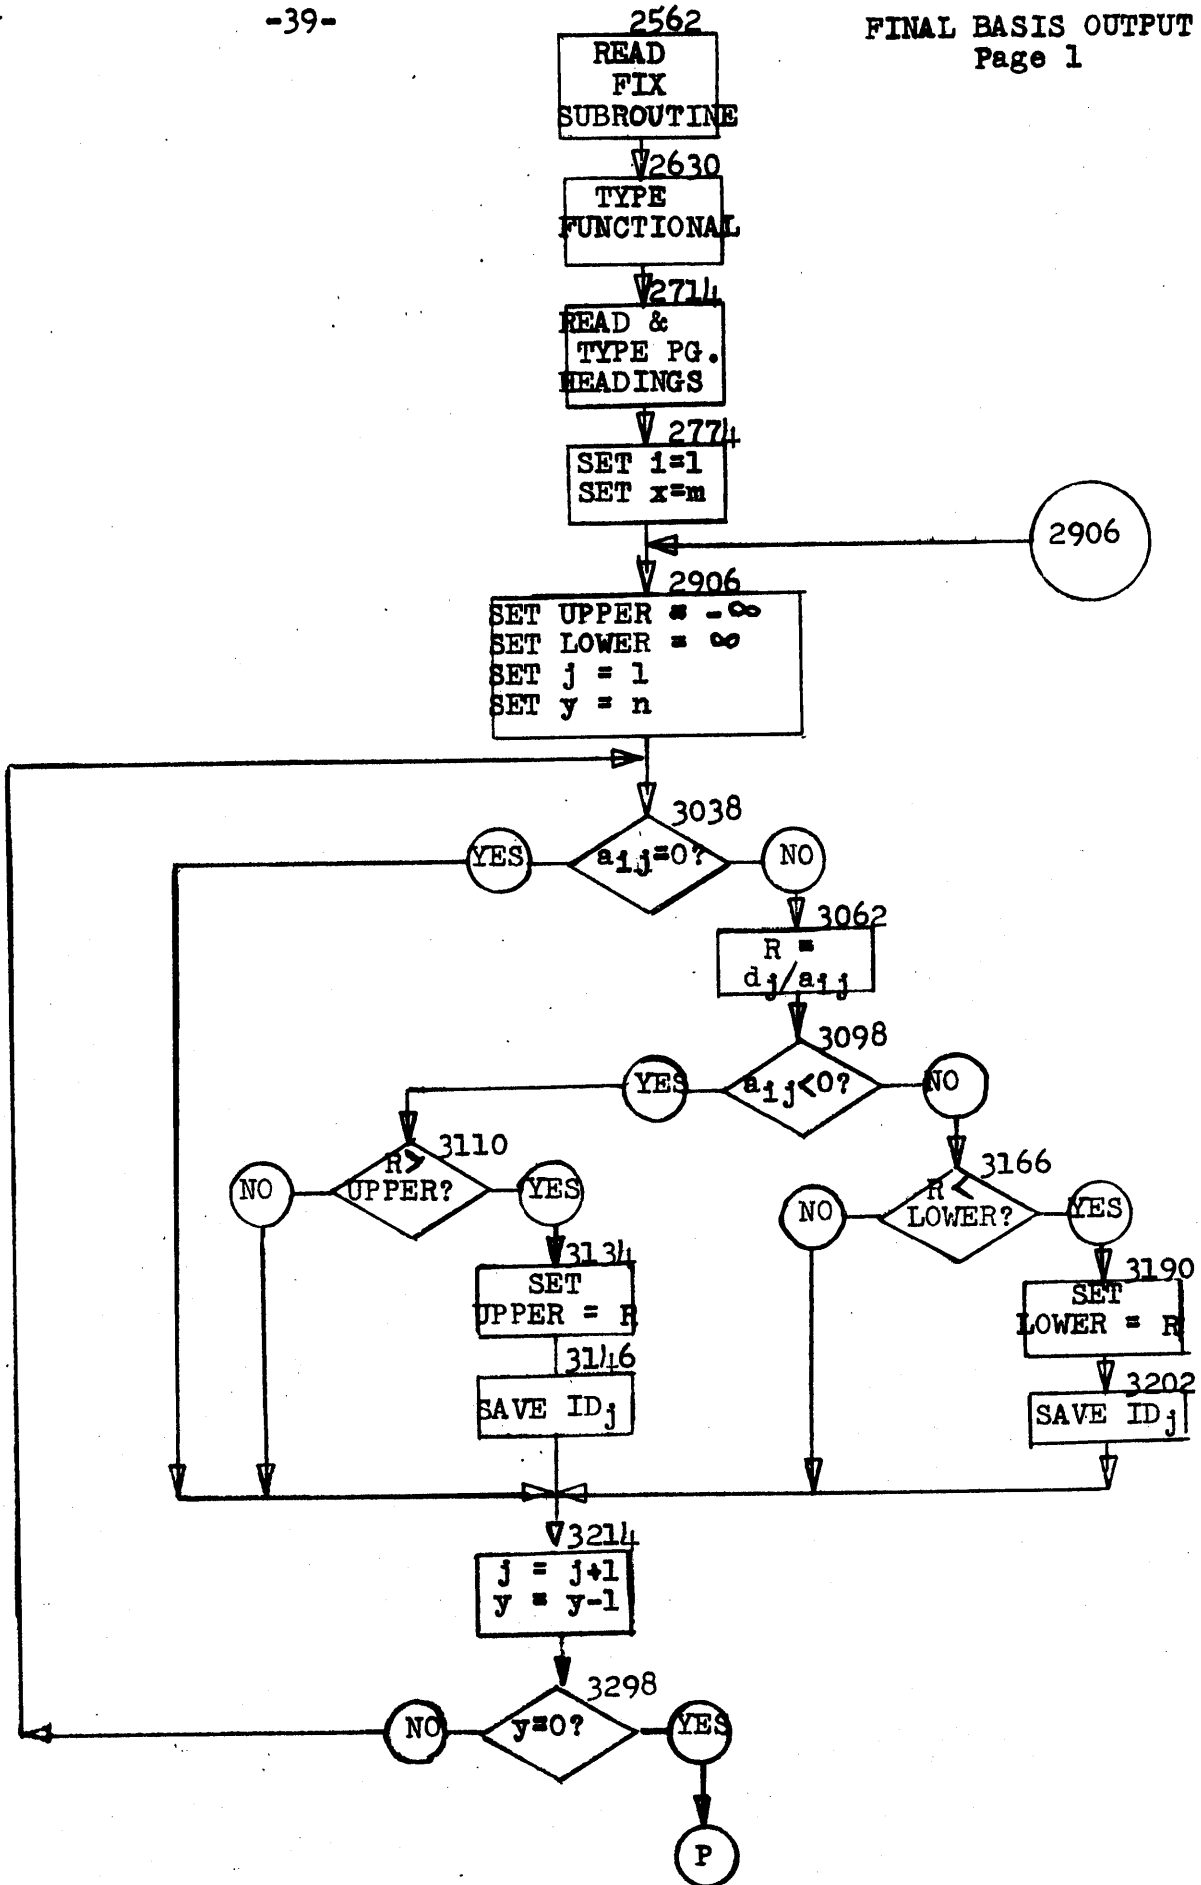 -39-
FINAL BASIS OUTPUT
Page 1
2562
READ
FIX
SUBROUTINE
2630
TYPE
FUNCTIONAL
2714
READ &
TYPE PG.
HEADINGS
2774
SET i=1
SET x=m
2906
2906
SET UPPER = -∞
SET LOWER = ∞
SET j = 1
SET y = n
3038
YES
aij=0?
NO
3062
R =
dj/aij
3098
YES
aij<0?
NO
3110
R>
UPPER?
NO
YES
3166
R <
LOWER?
NO
YES
3134
SET
UPPER = R
3190
SET
LOWER = R
3146
SAVE IDj
3202
SAVE IDj
3214
j = j+1
y = y-1
3298
NO
y=0?
YES
P